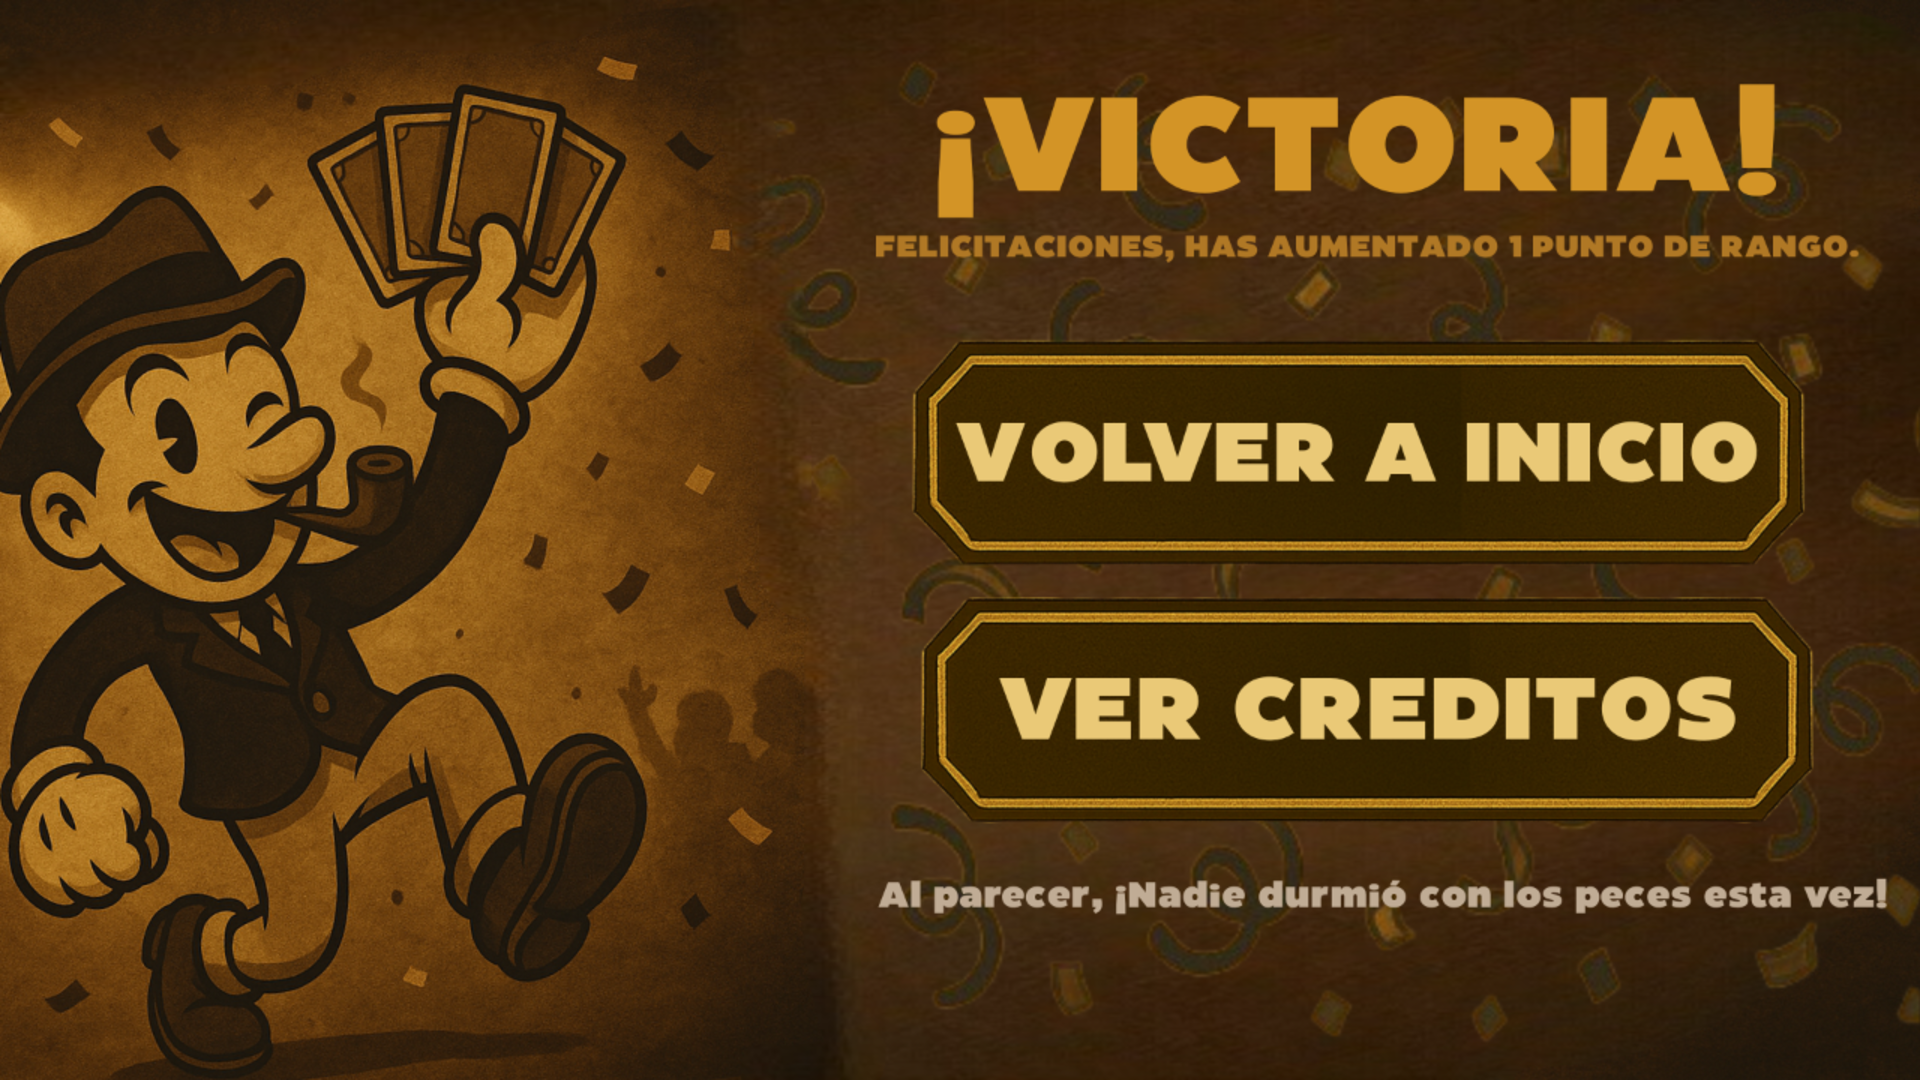 ¡VICTORIA!
FELICITACIONES, HAS AUMENTADO 1 PUNTO DE RANGO.
VOLVER A INICIO
VER CREDITOS
Al parecer, ¡Nadie durmió con los peces esta vez!